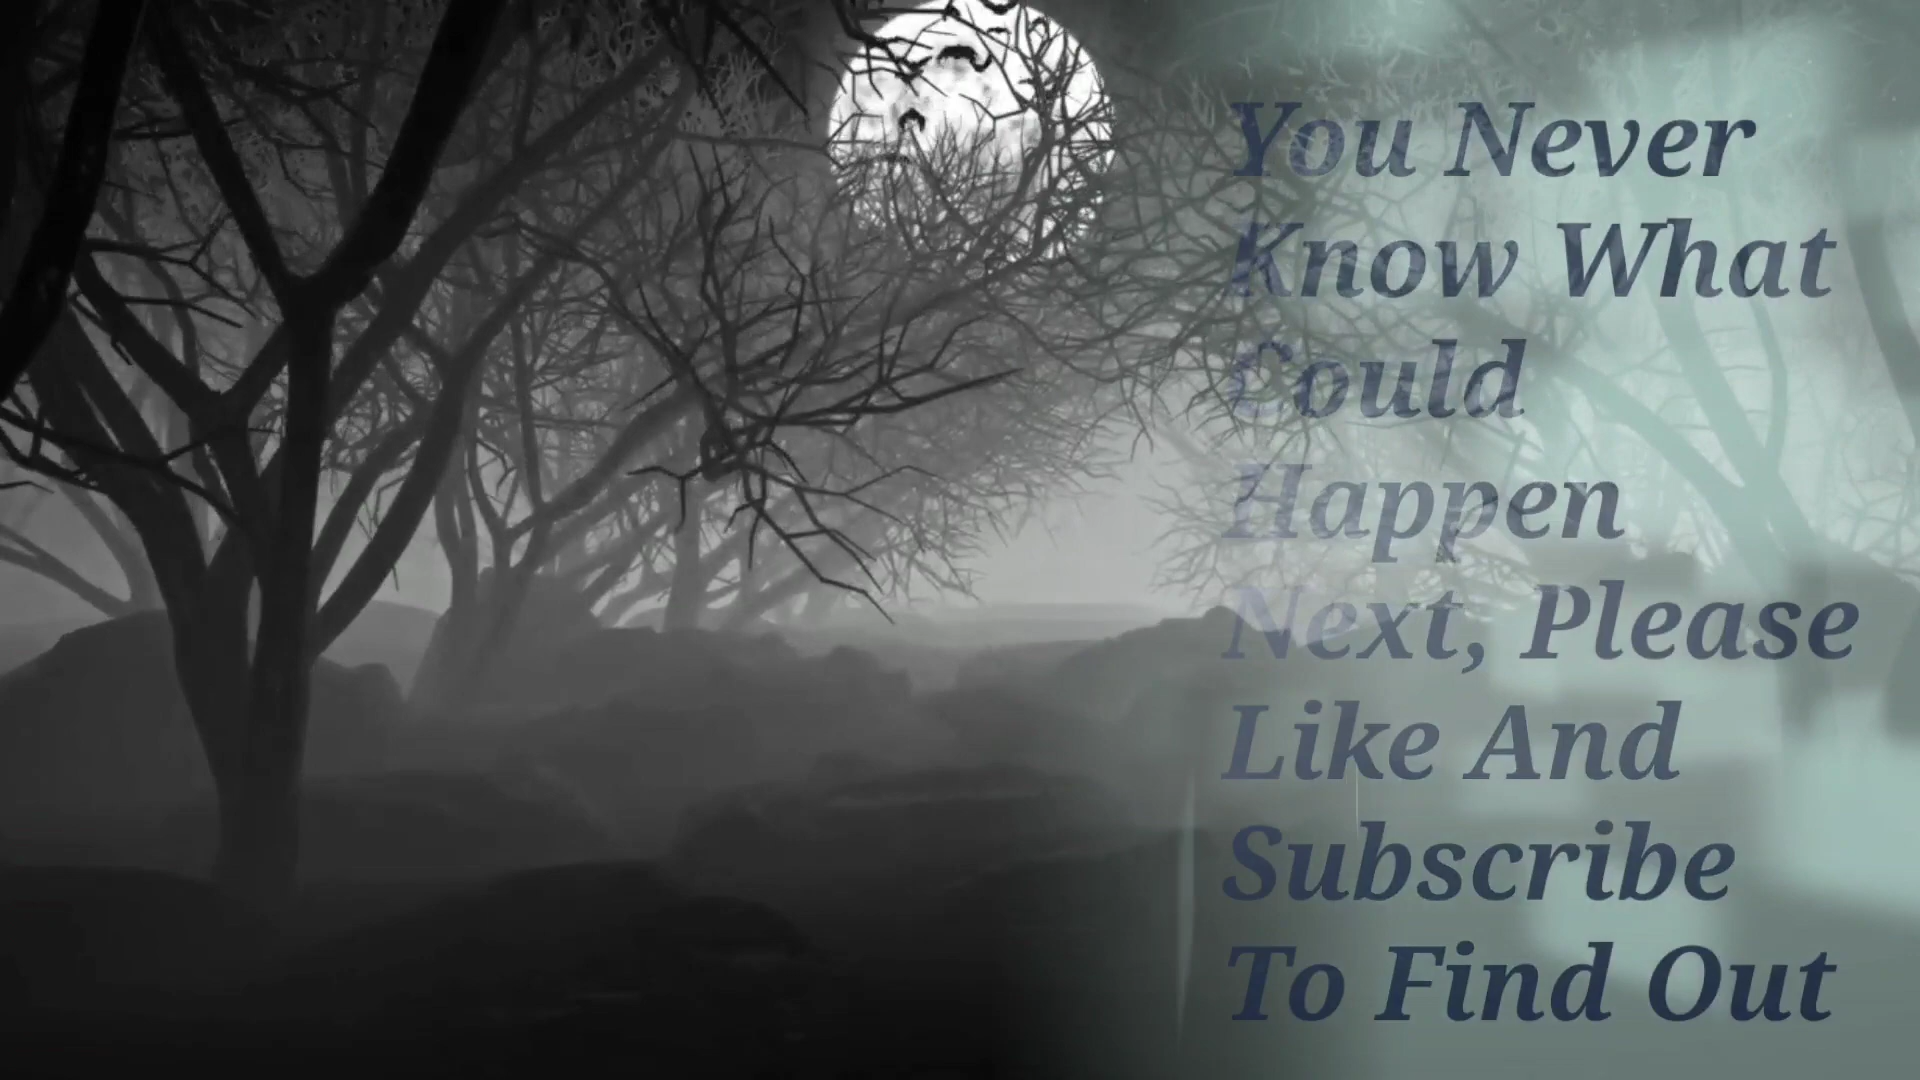 You Never
Know What
Could
Happen
Next, Please
Like And
Subscribe
To Find Out